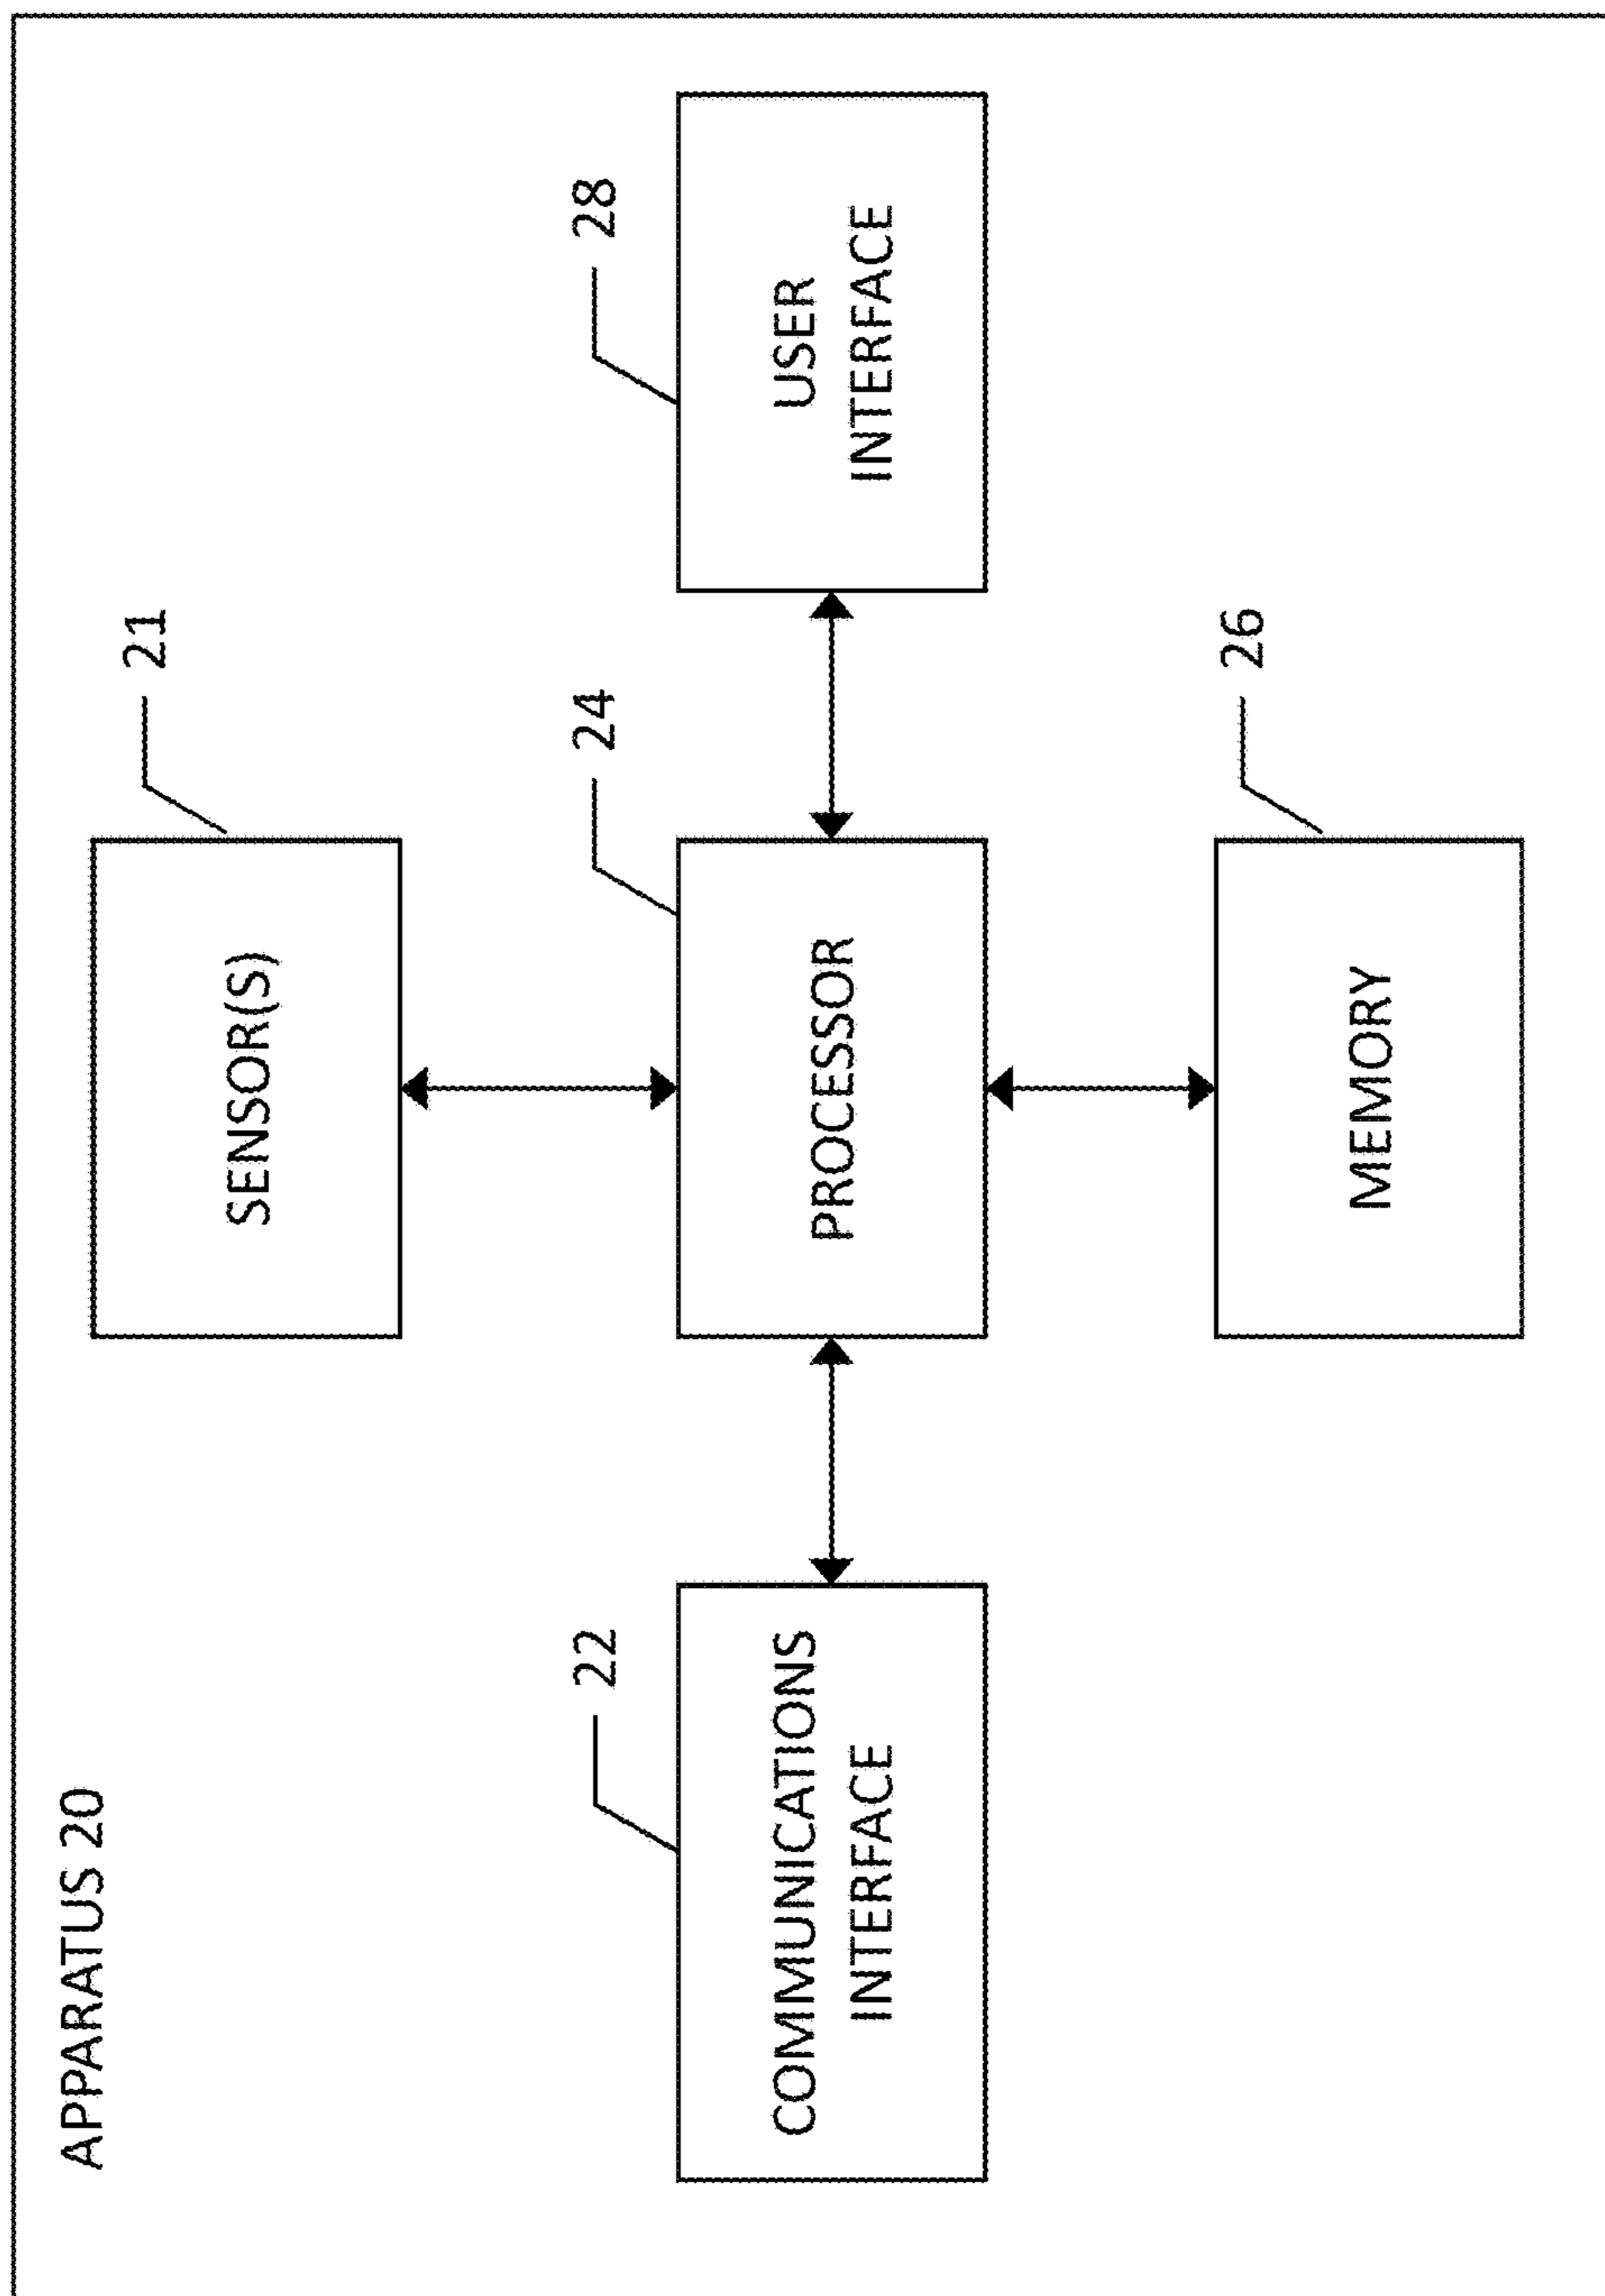 APPARATUS 20
21
SENSOR(S)
22
COMMUNICATIONS
INTERFACE
24
PROCESSOR
28
USER
INTERFACE
26
MEMORY